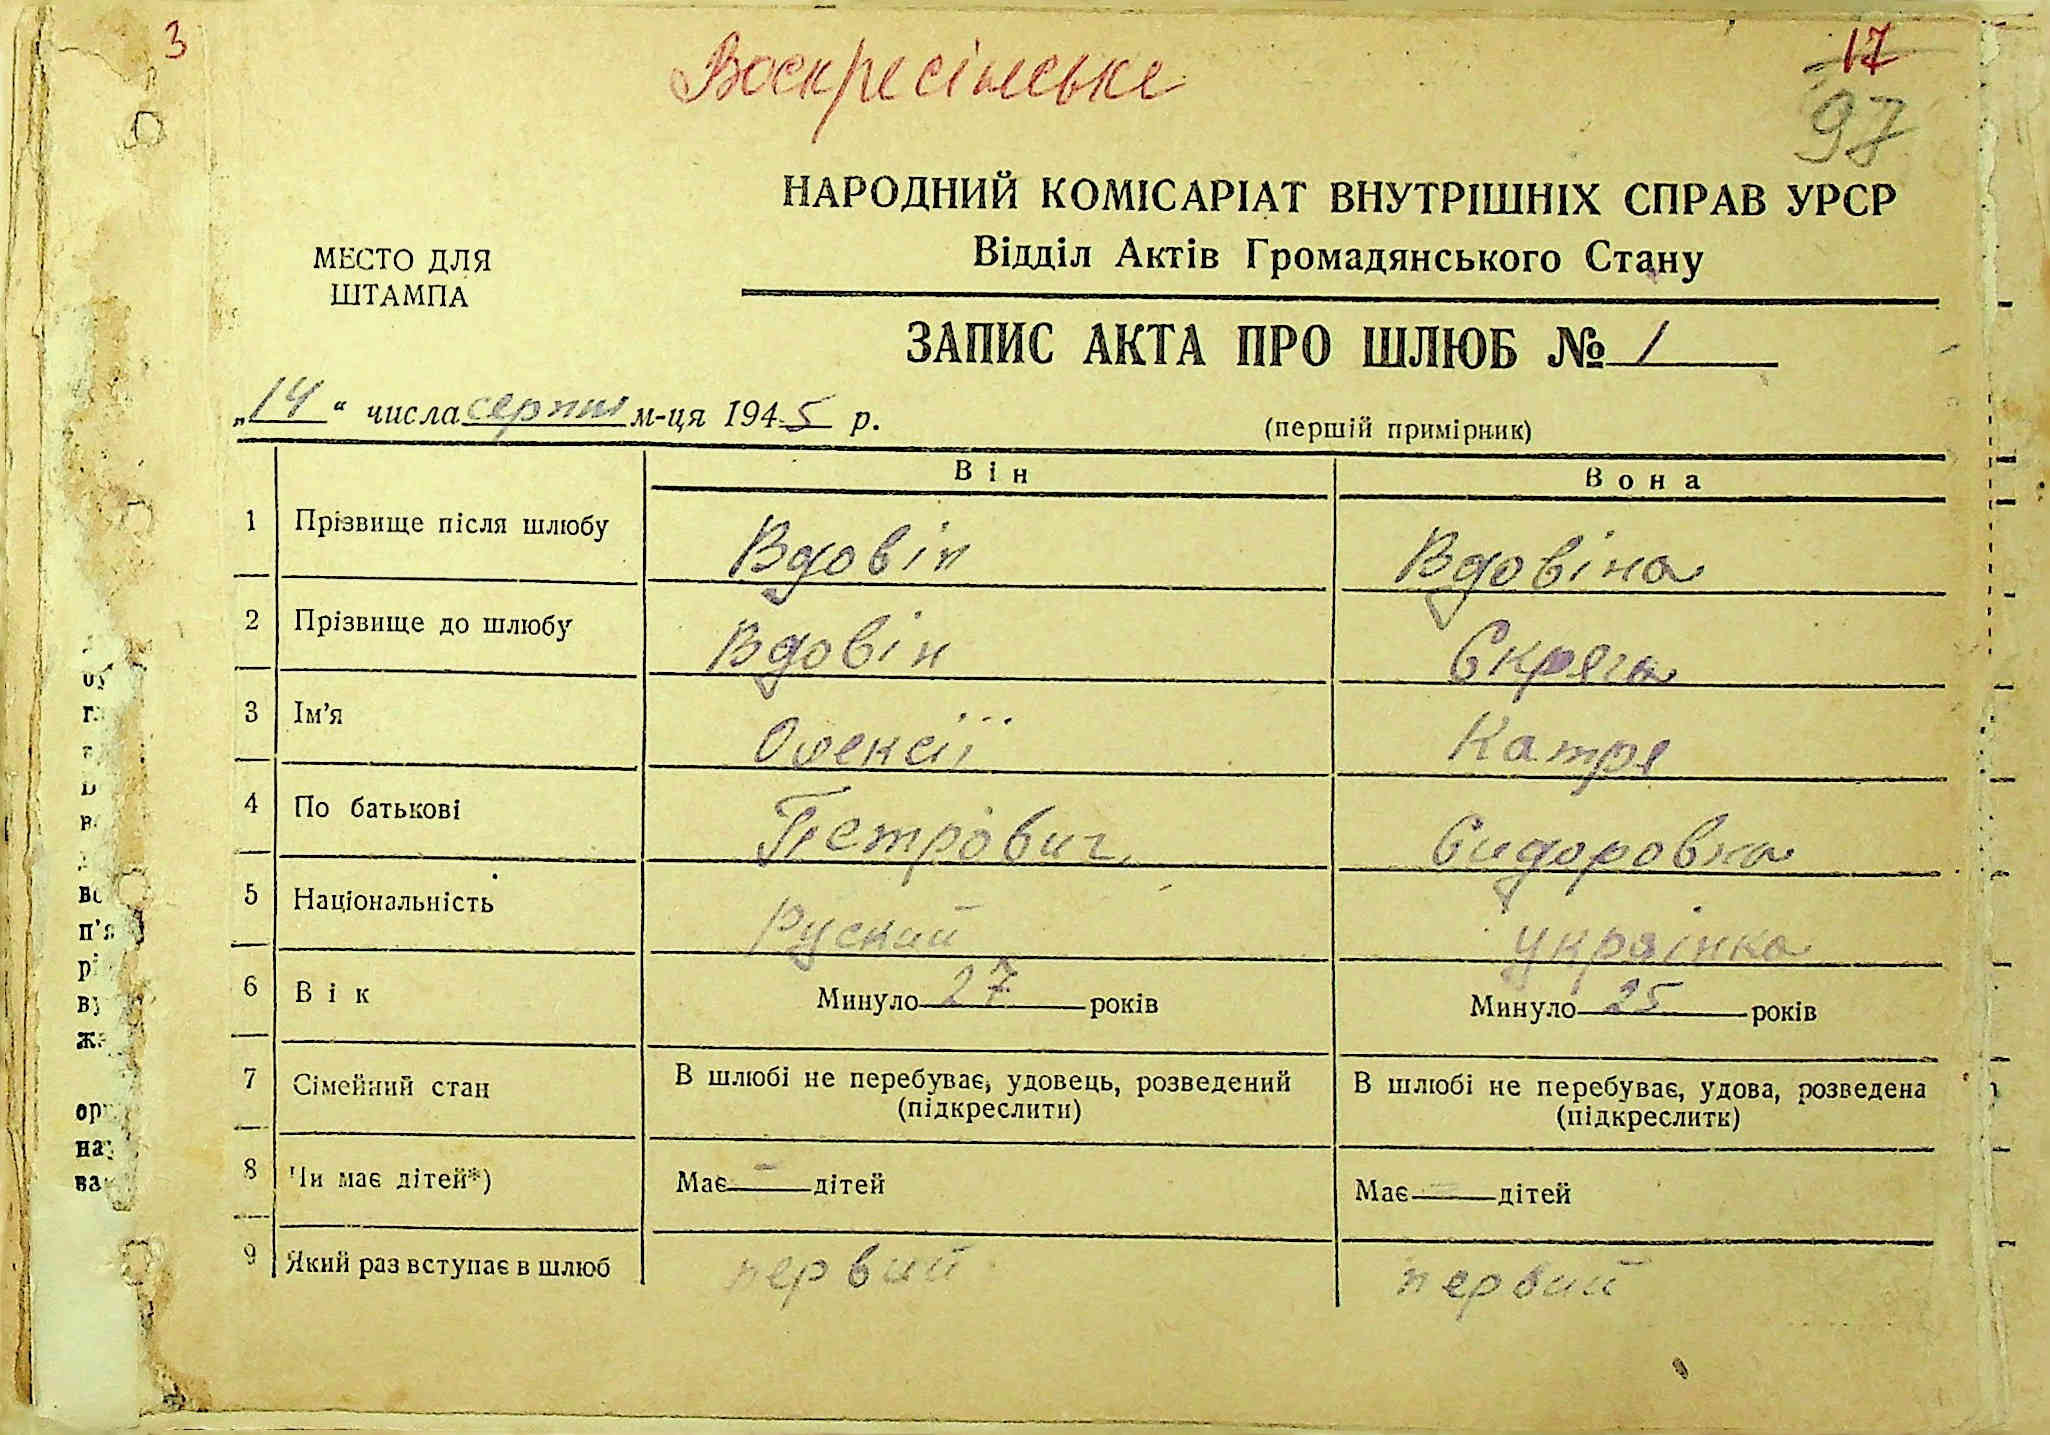 3
Воскресінське
17
97
НАРОДНИЙ КОМІСАРІАТ ВНУТРІШНІХ СПРАВ УРСР
Відділ Актів Громадянського Стану
МЕСТО ДЛЯ
ШТАМПА
ЗАПИС АКТА ПРО ШЛЮБ № 1
„14“ числа серпня м-ця 1945 р.
(першій примірник)
Він Вона
1 Прізвище після шлюбу Вдовін Вдовіна
2 Прізвище до шлюбу Вдовін Скряга
3 Ім'я Олексій Катря
4 По батькові Петрович Сидоровна
5 Національність Руский українка
6 Вік Минуло 27 років Минуло 25 років
7 Сімейний стан В шлюбі не перебуває, удовець, розведений В шлюбі не перебуває, удова, розведена
(підкреслити) (підкреслити)
8 Чи має дітей*) Має — дітей Має — дітей
9 Який раз вступає в шлюб первий первий